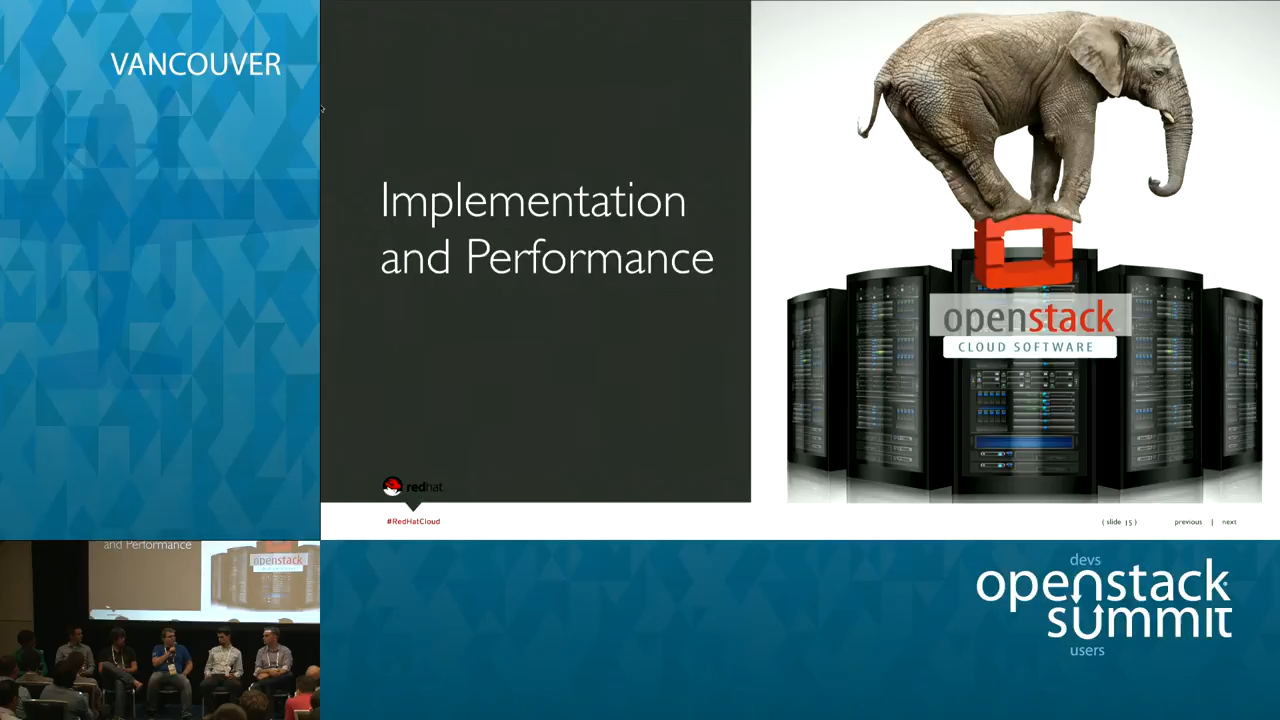 VANCOUVER
Implementation
and Performance
openstack
CLOUD SOFTWARE
redhat
#RedHatCloud
( slide 15 )
previous | next
and Performance
openstack
devs
openstack
summit
users